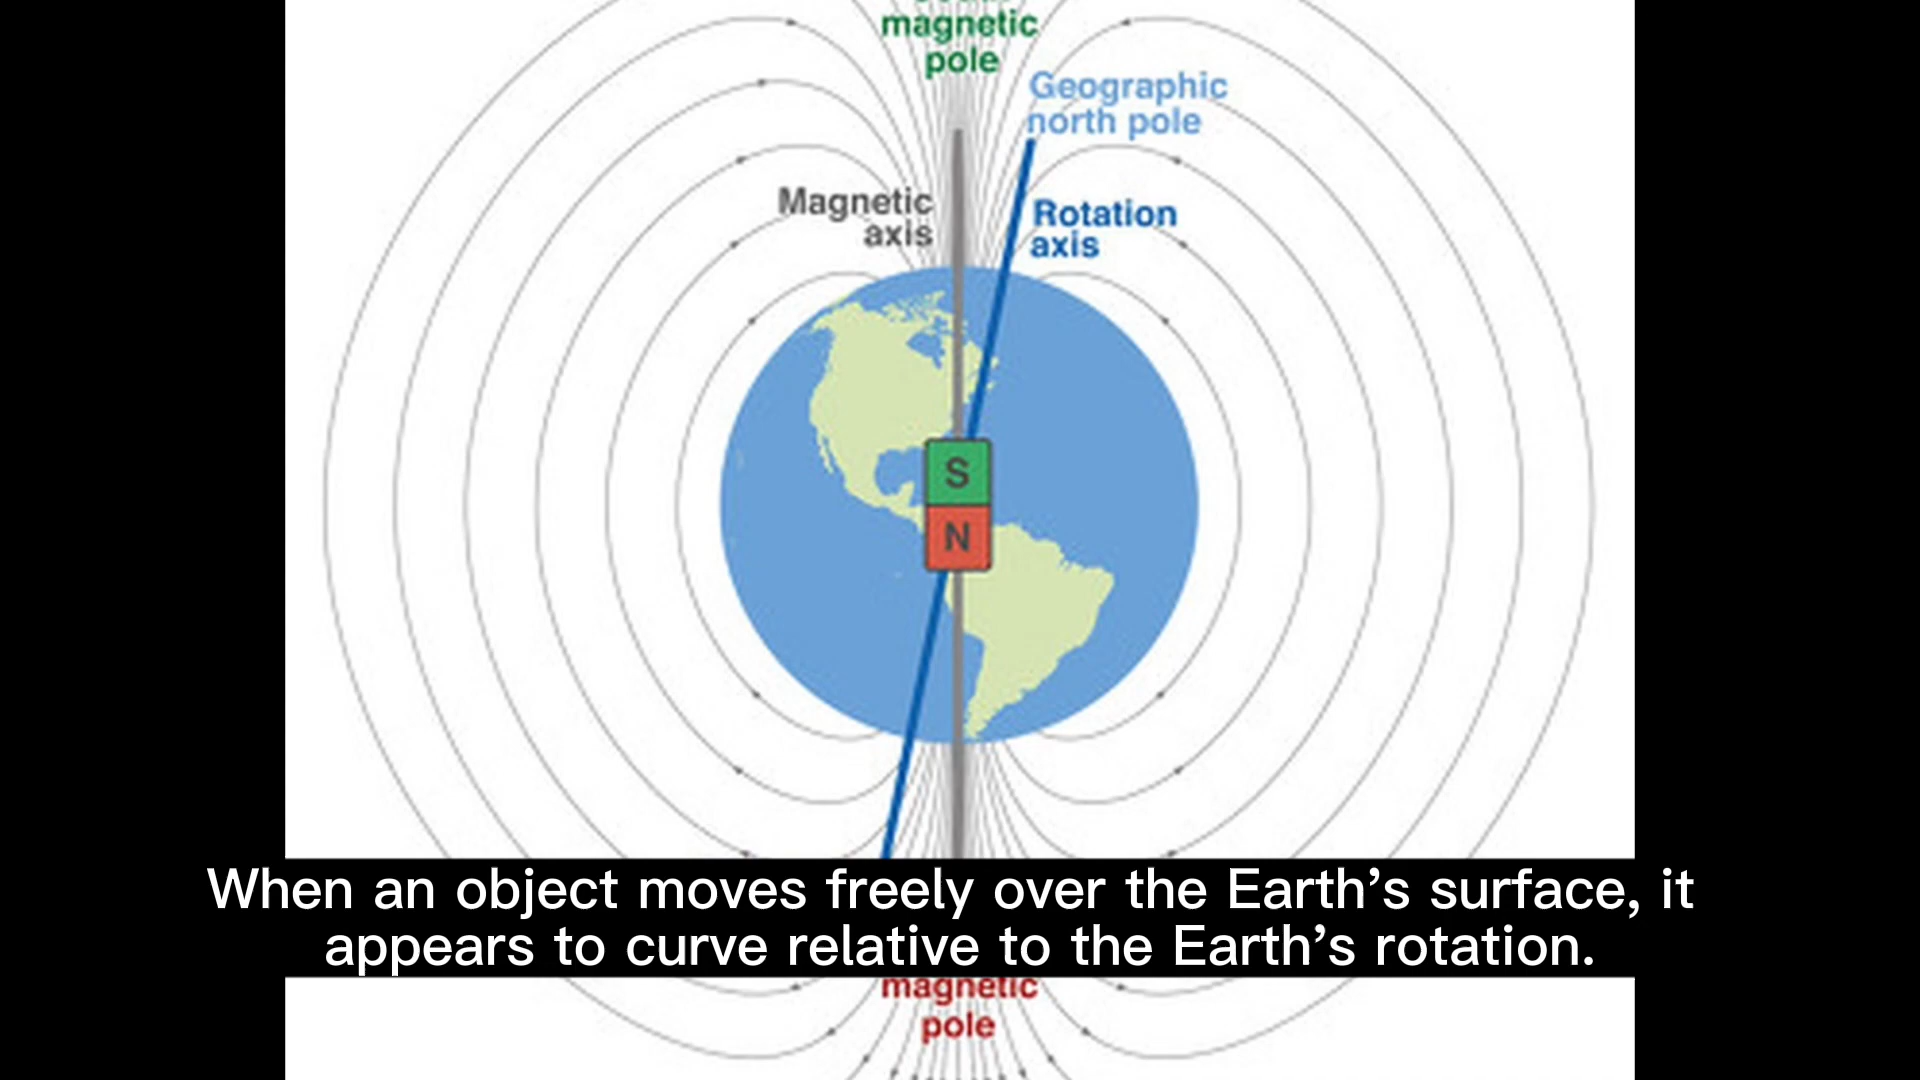 magnetic
pole
Geographic
north pole
Magnetic
axis
Rotation
axis
S
N
When an object moves freely over the Earth’s surface, it
appears to curve relative to the Earth’s rotation.
magnetic
pole